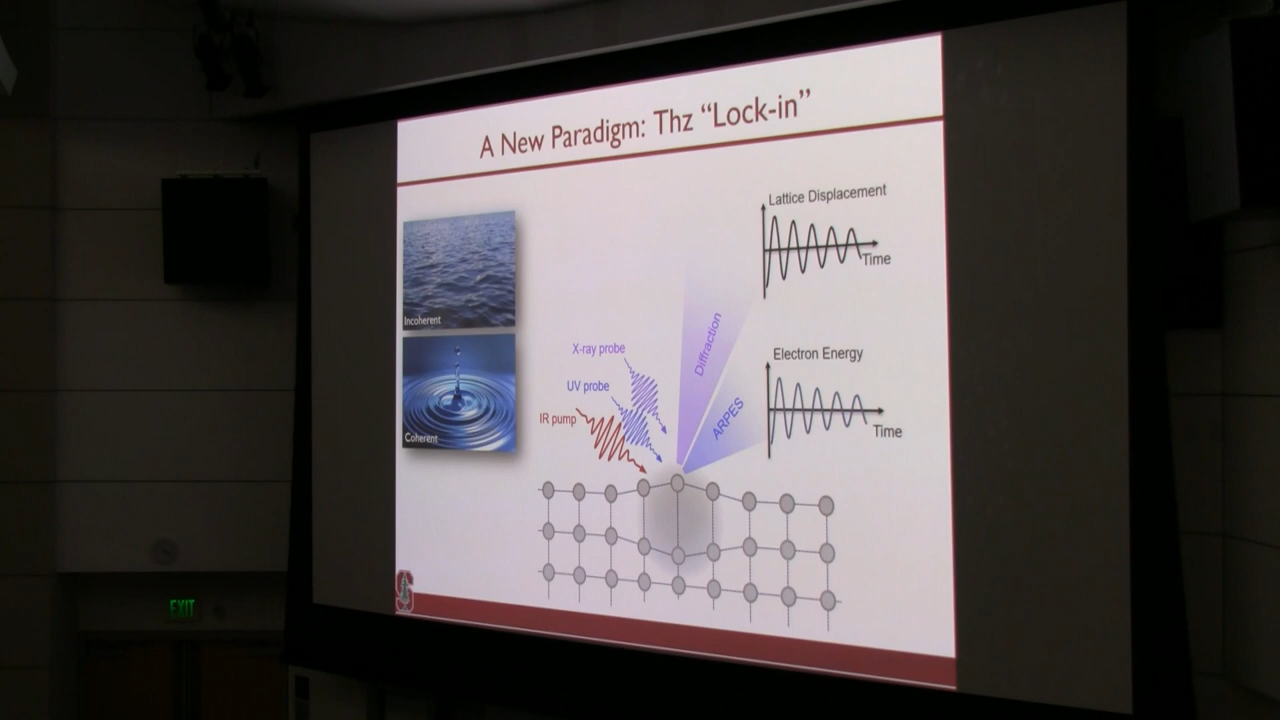 A New Paradigm: Thz “Lock-in”
Lattice Displacement
Time
Incoherent
Diffraction
X-ray probe
Electron Energy
UV probe
ARPES
IR pump
Time
Coherent
EXIT